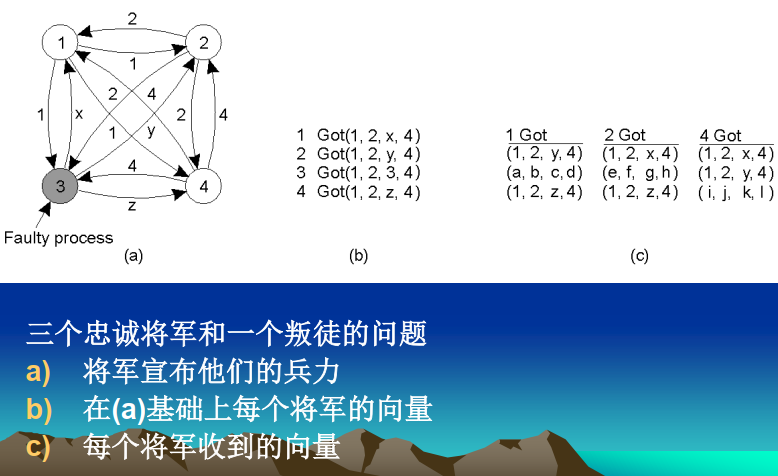 2
1 2
1
2 4
1 x 2 4
1 y
4
3 4
z
Faulty process
(a)
1 Got(1, 2, x, 4)
2 Got(1, 2, y, 4)
3 Got(1, 2, 3, 4)
4 Got(1, 2, z, 4)
(b)
1 Got 2 Got 4 Got
(1, 2, y, 4) (1, 2, x, 4) (1, 2, x, 4)
(a, b, c, d) (e, f, g, h) (1, 2, y, 4)
(1, 2, z, 4) (1, 2, z, 4) (i, j, k, l)
(c)
三个忠诚将军和一个叛徒的问题
a) 将军宣布他们的兵力
b) 在(a)基础上每个将军的向量
c) 每个将军收到的向量